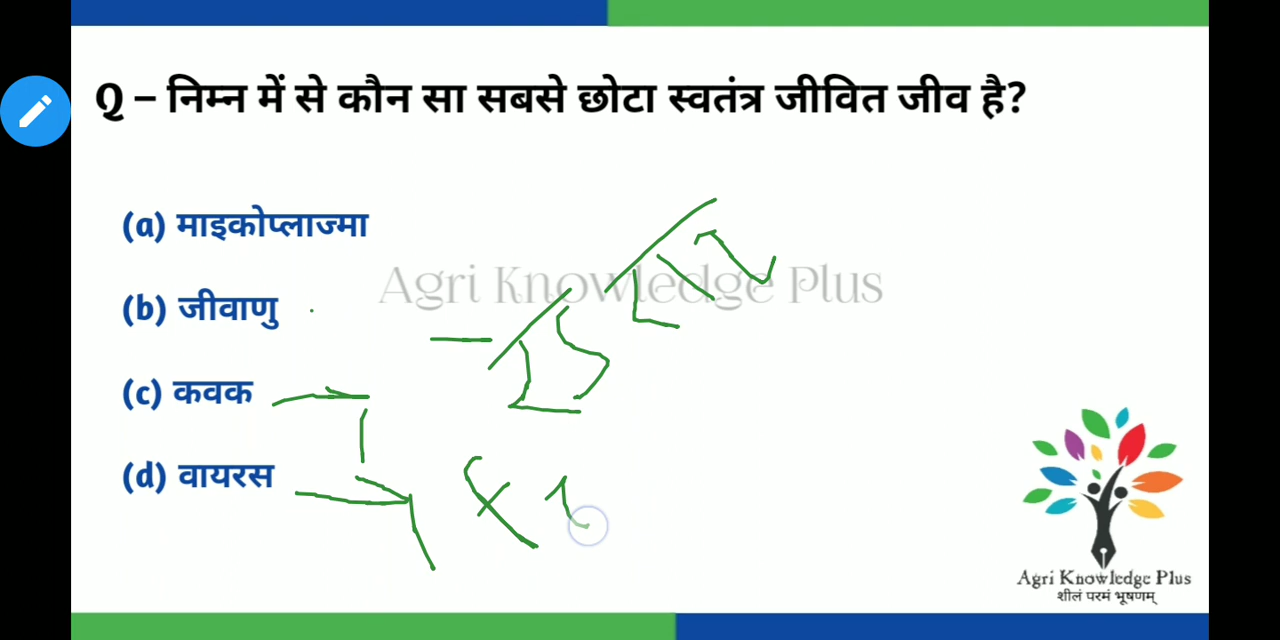 Q – निम्न में से कौन सा सबसे छोटा स्वतंत्र जीवित जीव है?
(a) माइकोप्लाज्मा
Agri Knowledge Plus
(b) जीवाणु
(c) कवक
(d) वायरस
Agri Knowledge Plus
शीलं परमं भूषणम्